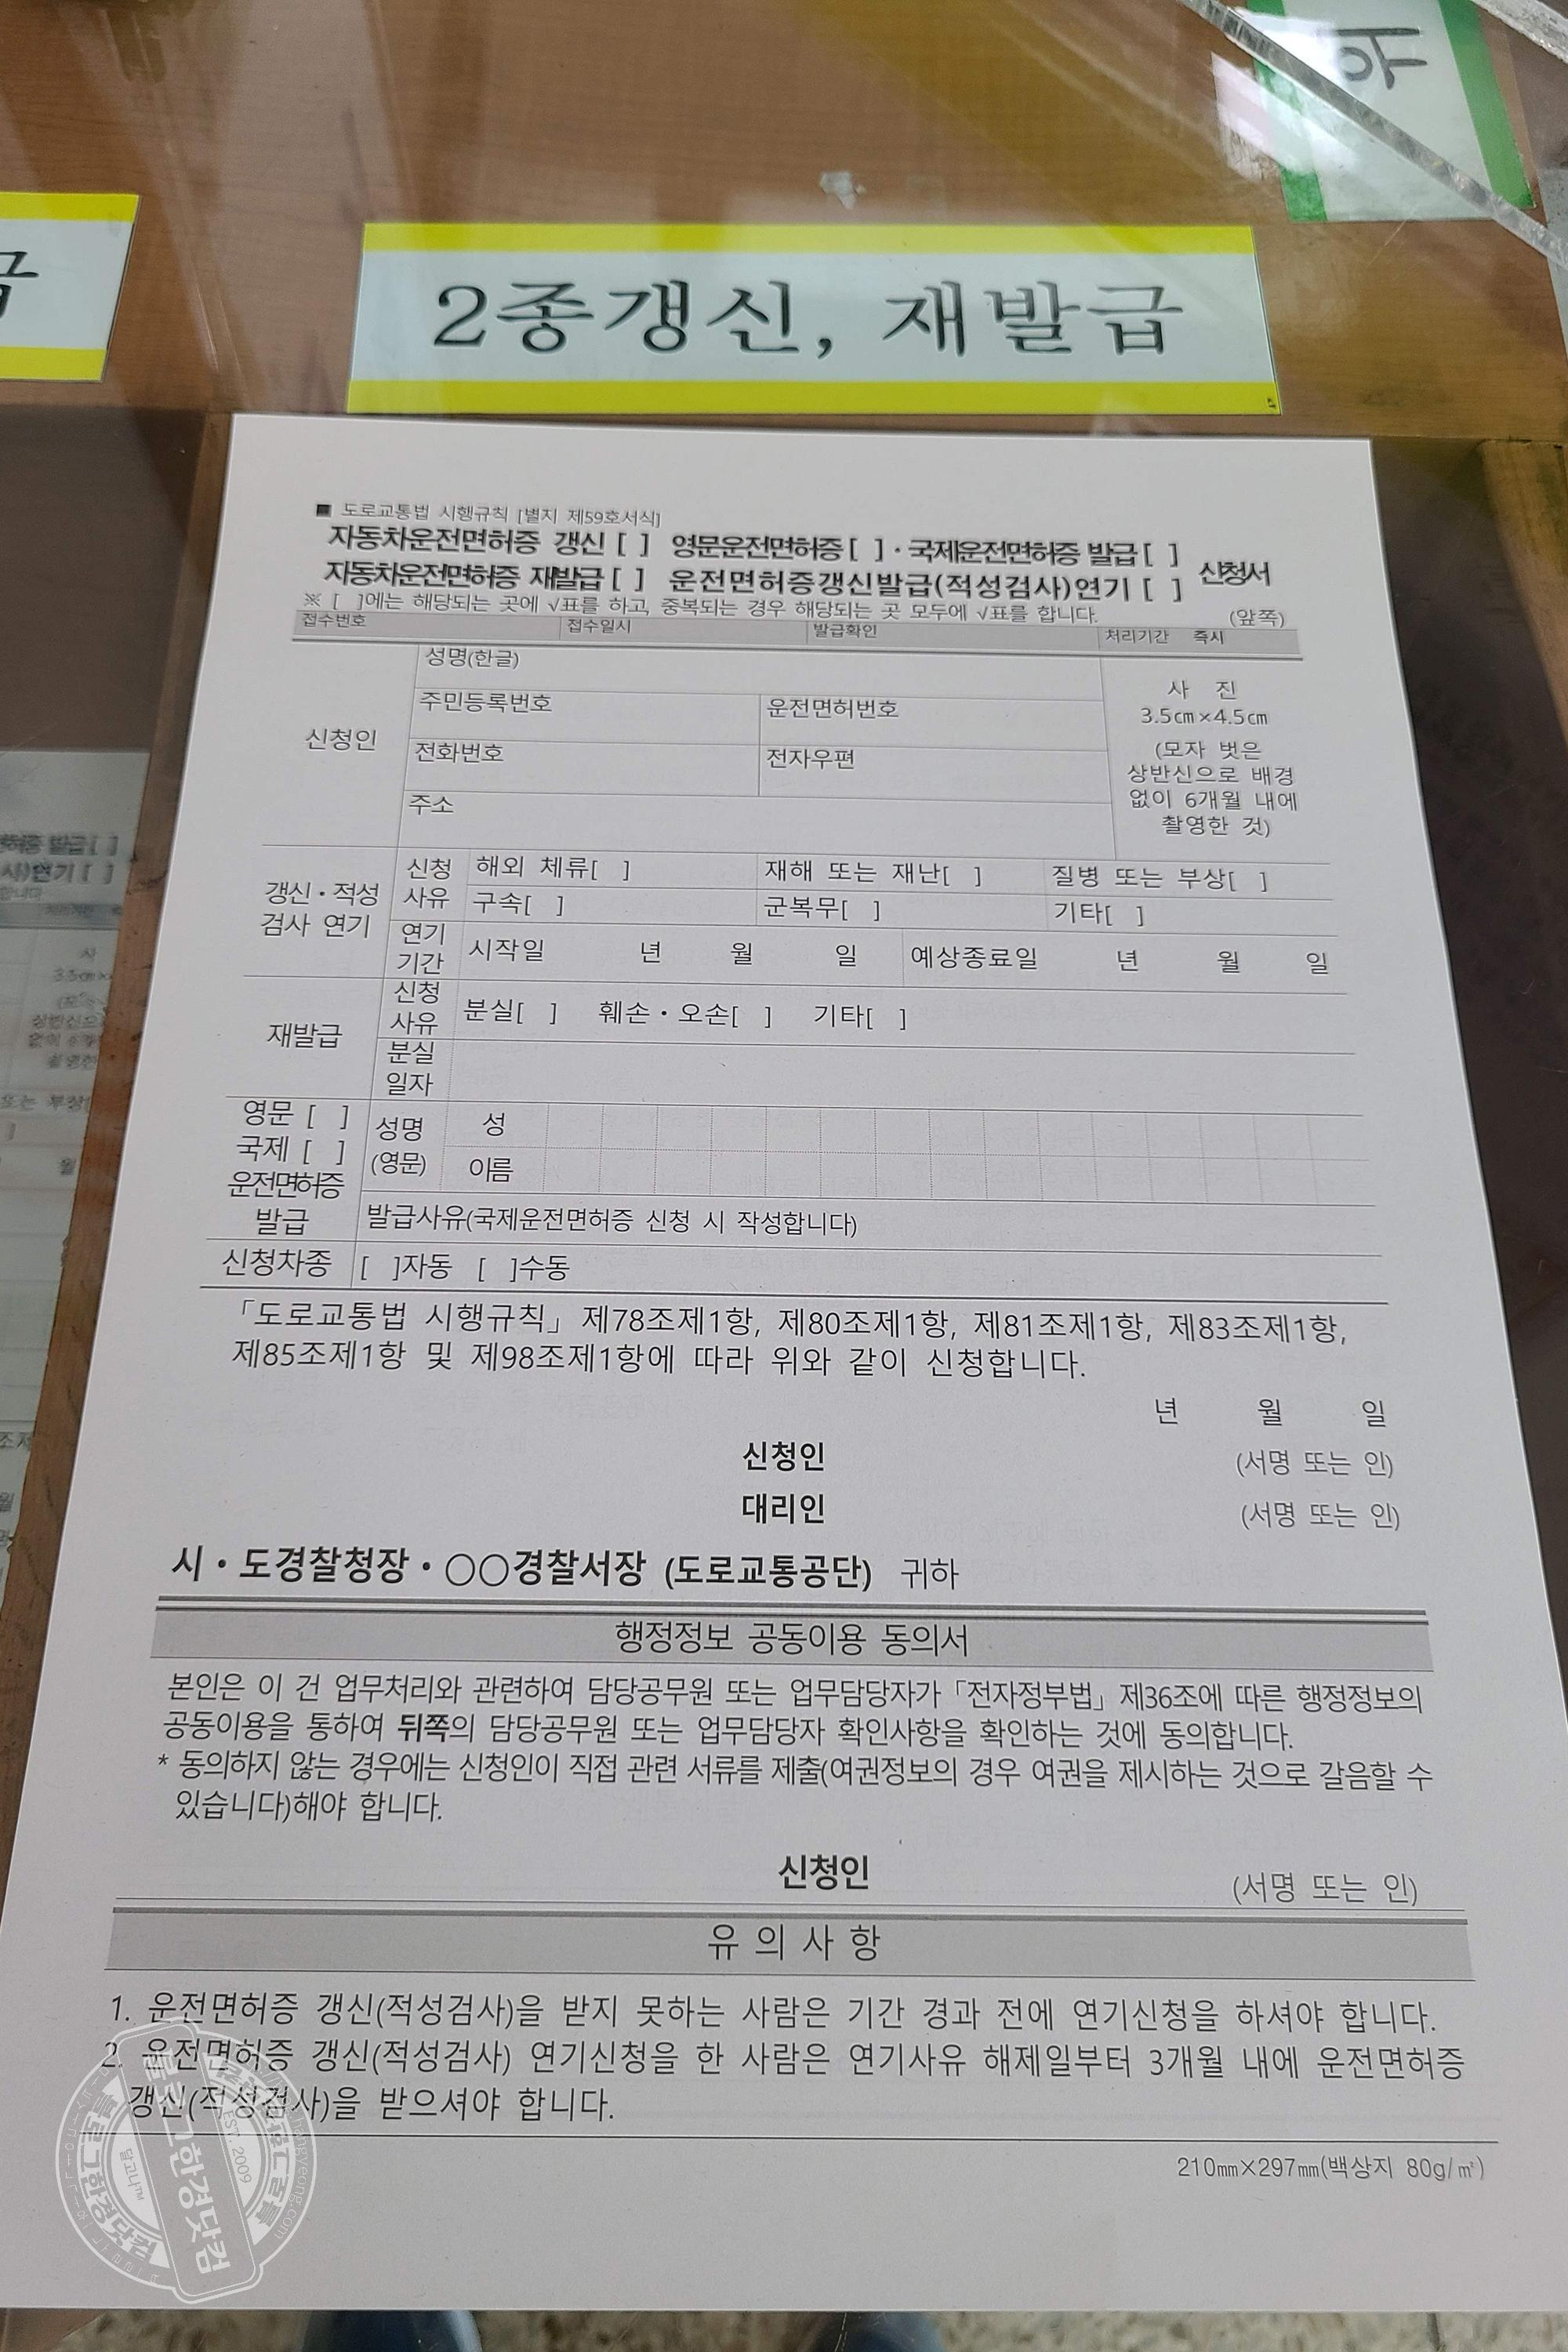 위
급
2종갱신, 재발급
■ 도로교통법 시행규칙 [별지 제59호서식]
자동차운전면허증 갱신 [ ] 영문운전면허증 [ ]·국제운전면허증 발급 [ ]
자동차운전면허증 재발급 [ ] 운전면허증갱신발급(적성검사)연기 [ ] 신청서
※ [ ]에는 해당되는 곳에 √표를 하고, 중복되는 경우 해당되는 곳 모두에 √표를 합니다. (앞쪽)
접수번호 접수일시 발급확인 처리기간 즉시
신청인
성명(한글)
주민등록번호 운전면허번호
전화번호 전자우편
주소
사 진
3.5㎝×4.5㎝
(모자 벗은
상반신으로 배경
없이 6개월 내에
촬영한 것)
갱신·적성
검사 연기
신청
사유
해외 체류[ ] 재해 또는 재난[ ] 질병 또는 부상[ ]
구속[ ] 군복무[ ] 기타[ ]
연기
기간
시작일 년 월 일 예상종료일 년 월 일
재발급
신청
사유
분실[ ] 훼손·오손[ ] 기타[ ]
분실
일자
영문 [ ]
국제 [ ]
운전면허증
발급
성명
(영문)
성
이름
발급사유(국제운전면허증 신청 시 작성합니다)
신청차종 [ ]자동 [ ]수동
「도로교통법 시행규칙」 제78조제1항, 제80조제1항, 제81조제1항, 제83조제1항,
제85조제1항 및 제98조제1항에 따라 위와 같이 신청합니다.
년 월 일
신청인 (서명 또는 인)
대리인 (서명 또는 인)
시·도경찰청장·○○경찰서장 (도로교통공단) 귀하
행정정보 공동이용 동의서
본인은 이 건 업무처리와 관련하여 담당공무원 또는 업무담당자가 「전자정부법」 제36조에 따른 행정정보의
공동이용을 통하여 뒤쪽의 담당공무원 또는 업무담당자 확인사항을 확인하는 것에 동의합니다.
* 동의하지 않는 경우에는 신청인이 직접 관련 서류를 제출(여권정보의 경우 여권을 제시하는 것으로 갈음할 수
있습니다)해야 합니다.
신청인 (서명 또는 인)
유 의 사 항
1. 운전면허증 갱신(적성검사)을 받지 못하는 사람은 기간 경과 전에 연기신청을 하셔야 합니다.
2. 운전면허증 갱신(적성검사) 연기신청을 한 사람은 연기사유 해제일부터 3개월 내에 운전면허증
갱신(적성검사)을 받으셔야 합니다.
210㎜×297㎜(백상지 80g/㎡)
블로그한경닷컴
EST. 2009
달고나™